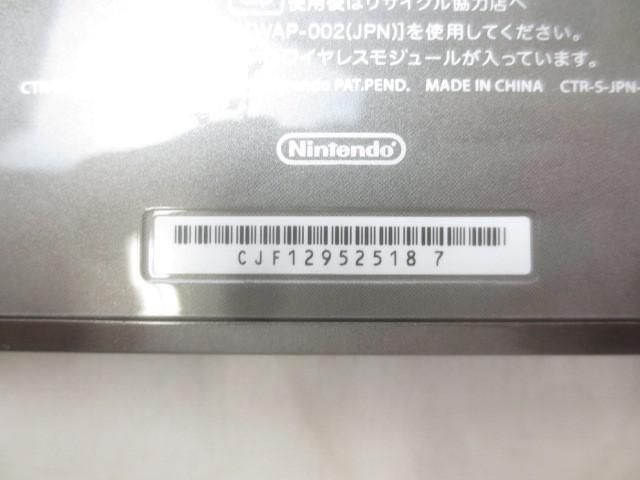 使用後はリサイクル協力店へ
WAP-002(JPN)]を使用してください。
ワイヤレスモジュールが入っています。
PAT.PEND. MADE IN CHINA CTR-S-JPN-
Nintendo
CJF12952518 7